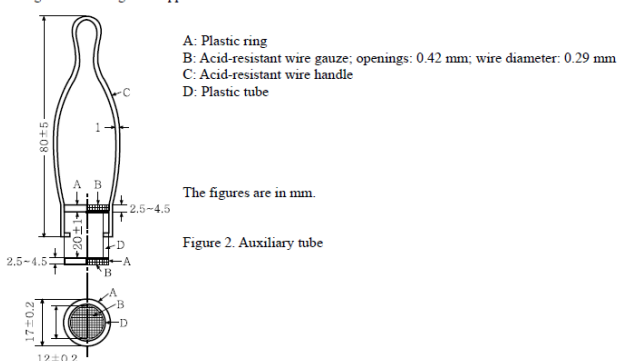 A: Plastic ring
B: Acid-resistant wire gauze; openings: 0.42 mm; wire diameter: 0.29 mm
C: Acid-resistant wire handle
D: Plastic tube
C
1
80±5
A B
The figures are in mm.
2.5~4.5
20±1
D
Figure 2. Auxiliary tube
2.5~4.5
A
B
A
B
17±0.2
D
12±0.2